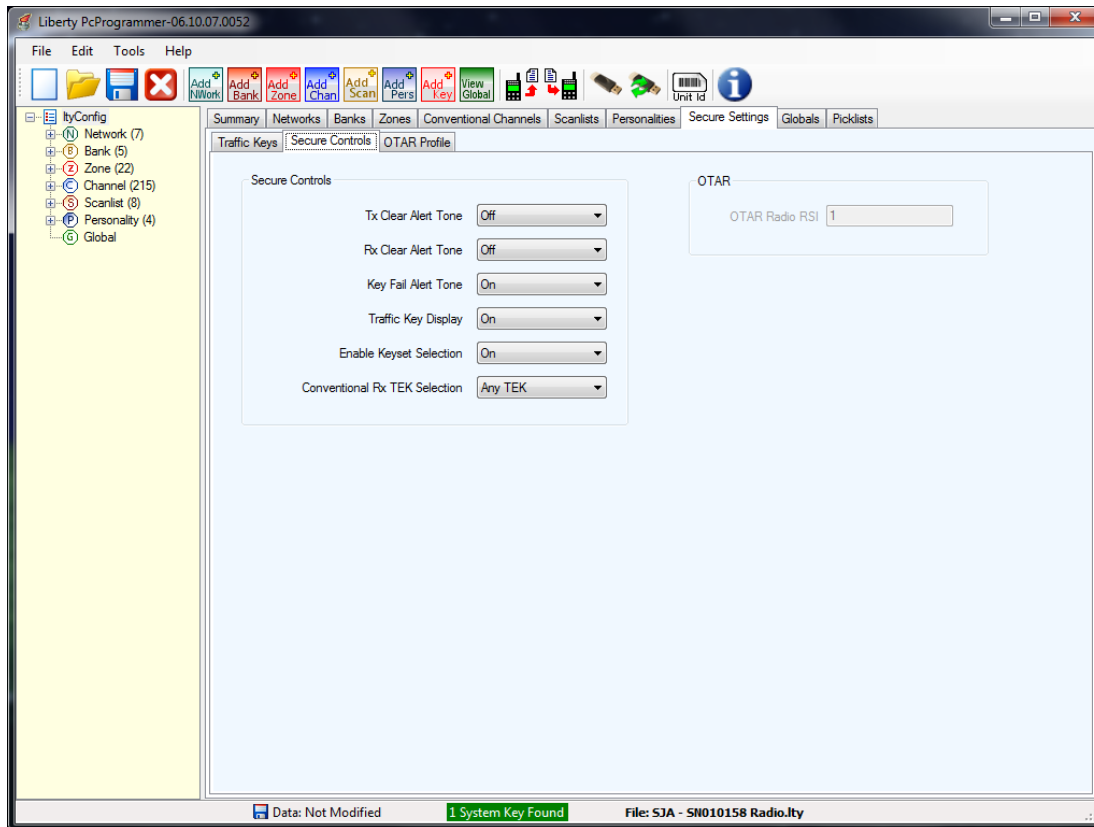 Liberty PcProgrammer-06.10.07.0052
File Edit Tools Help
Add NWork Add Bank Add Zone Add Chan Add Scan Add Pers Add Key View Global Unit Id
ltyConfig
Network (7)
Bank (5)
Zone (22)
Channel (215)
Scanlist (8)
Personality (4)
Global
Summary Networks Banks Zones Conventional Channels Scanlists Personalities Secure Settings Globals Picklists
Traffic Keys Secure Controls OTAR Profile
Secure Controls
Tx Clear Alert Tone Off
Rx Clear Alert Tone Off
Key Fail Alert Tone On
Traffic Key Display On
Enable Keyset Selection On
Conventional Rx TEK Selection Any TEK
OTAR
OTAR Radio RSI 1
Data: Not Modified 1 System Key Found File: SJA - SN010158 Radio.lty